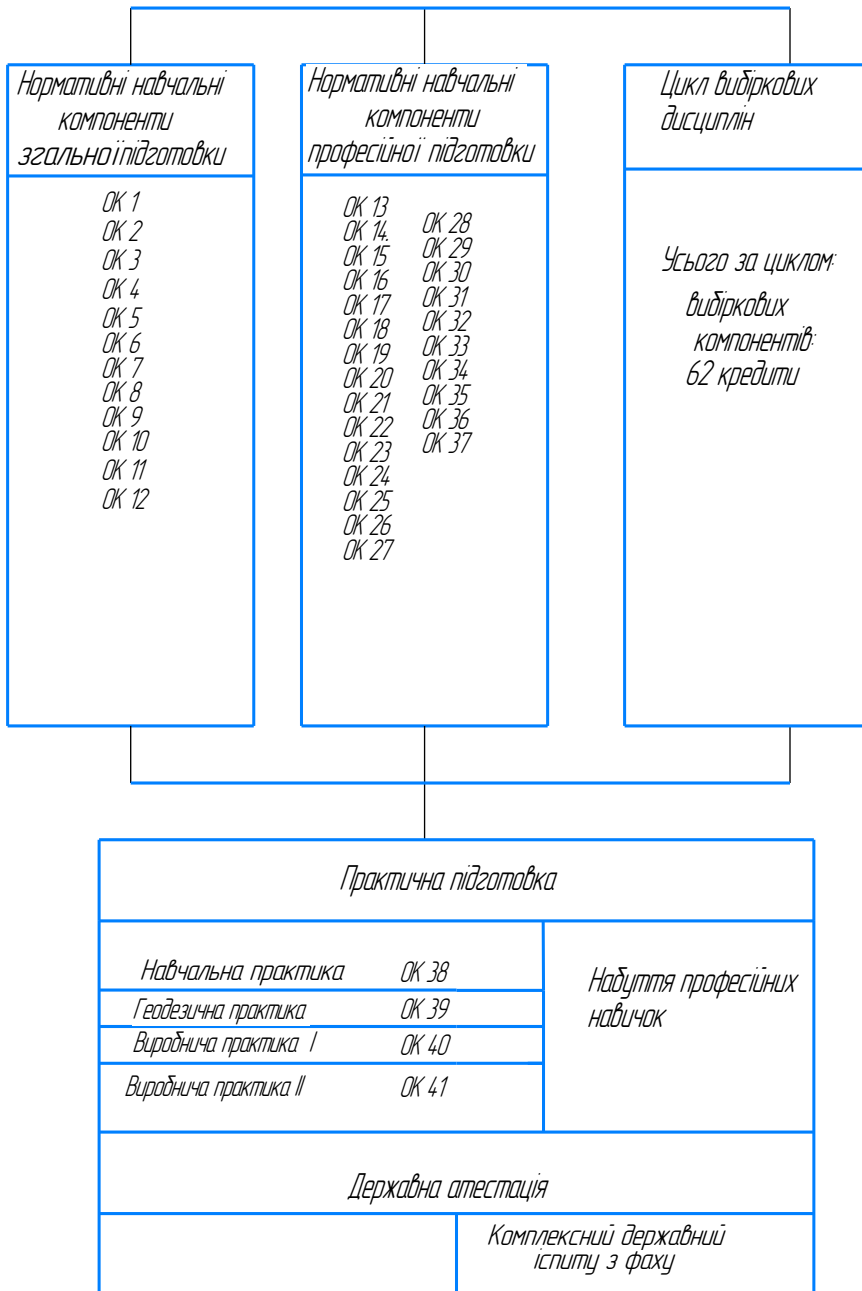 Нормативні навчальні
компоненти
згальноїпідготовки
ОК 1
ОК 2
ОК 3
ОК 4
ОК 5
ОК 6
ОК 7
ОК 8
ОК 9
ОК 10
ОК 11
ОК 12
Нормативні навчальні
компоненти
професійної підготовки
ОК 13
ОК 14.
ОК 15
ОК 16
ОК 17
ОК 18
ОК 19
ОК 20
ОК 21
ОК 22
ОК 23
ОК 24
ОК 25
ОК 26
ОК 27
ОК 28
ОК 29
ОК 30
ОК 31
ОК 32
ОК 33
ОК 34
ОК 35
ОК 36
ОК 37
Цикл вибіркових
дисциплін
Усього за циклом:
вибіркових
компонентів:
62 кредити
Практична підготовка
Навчальна практика ОК 38
Геодезична практика ОК 39
Виробнича практика I ОК 40
Виробнича практика II ОК 41
Набуття професійних
навичок
Державна атестація
Комплексний державний
іспиту з фаху